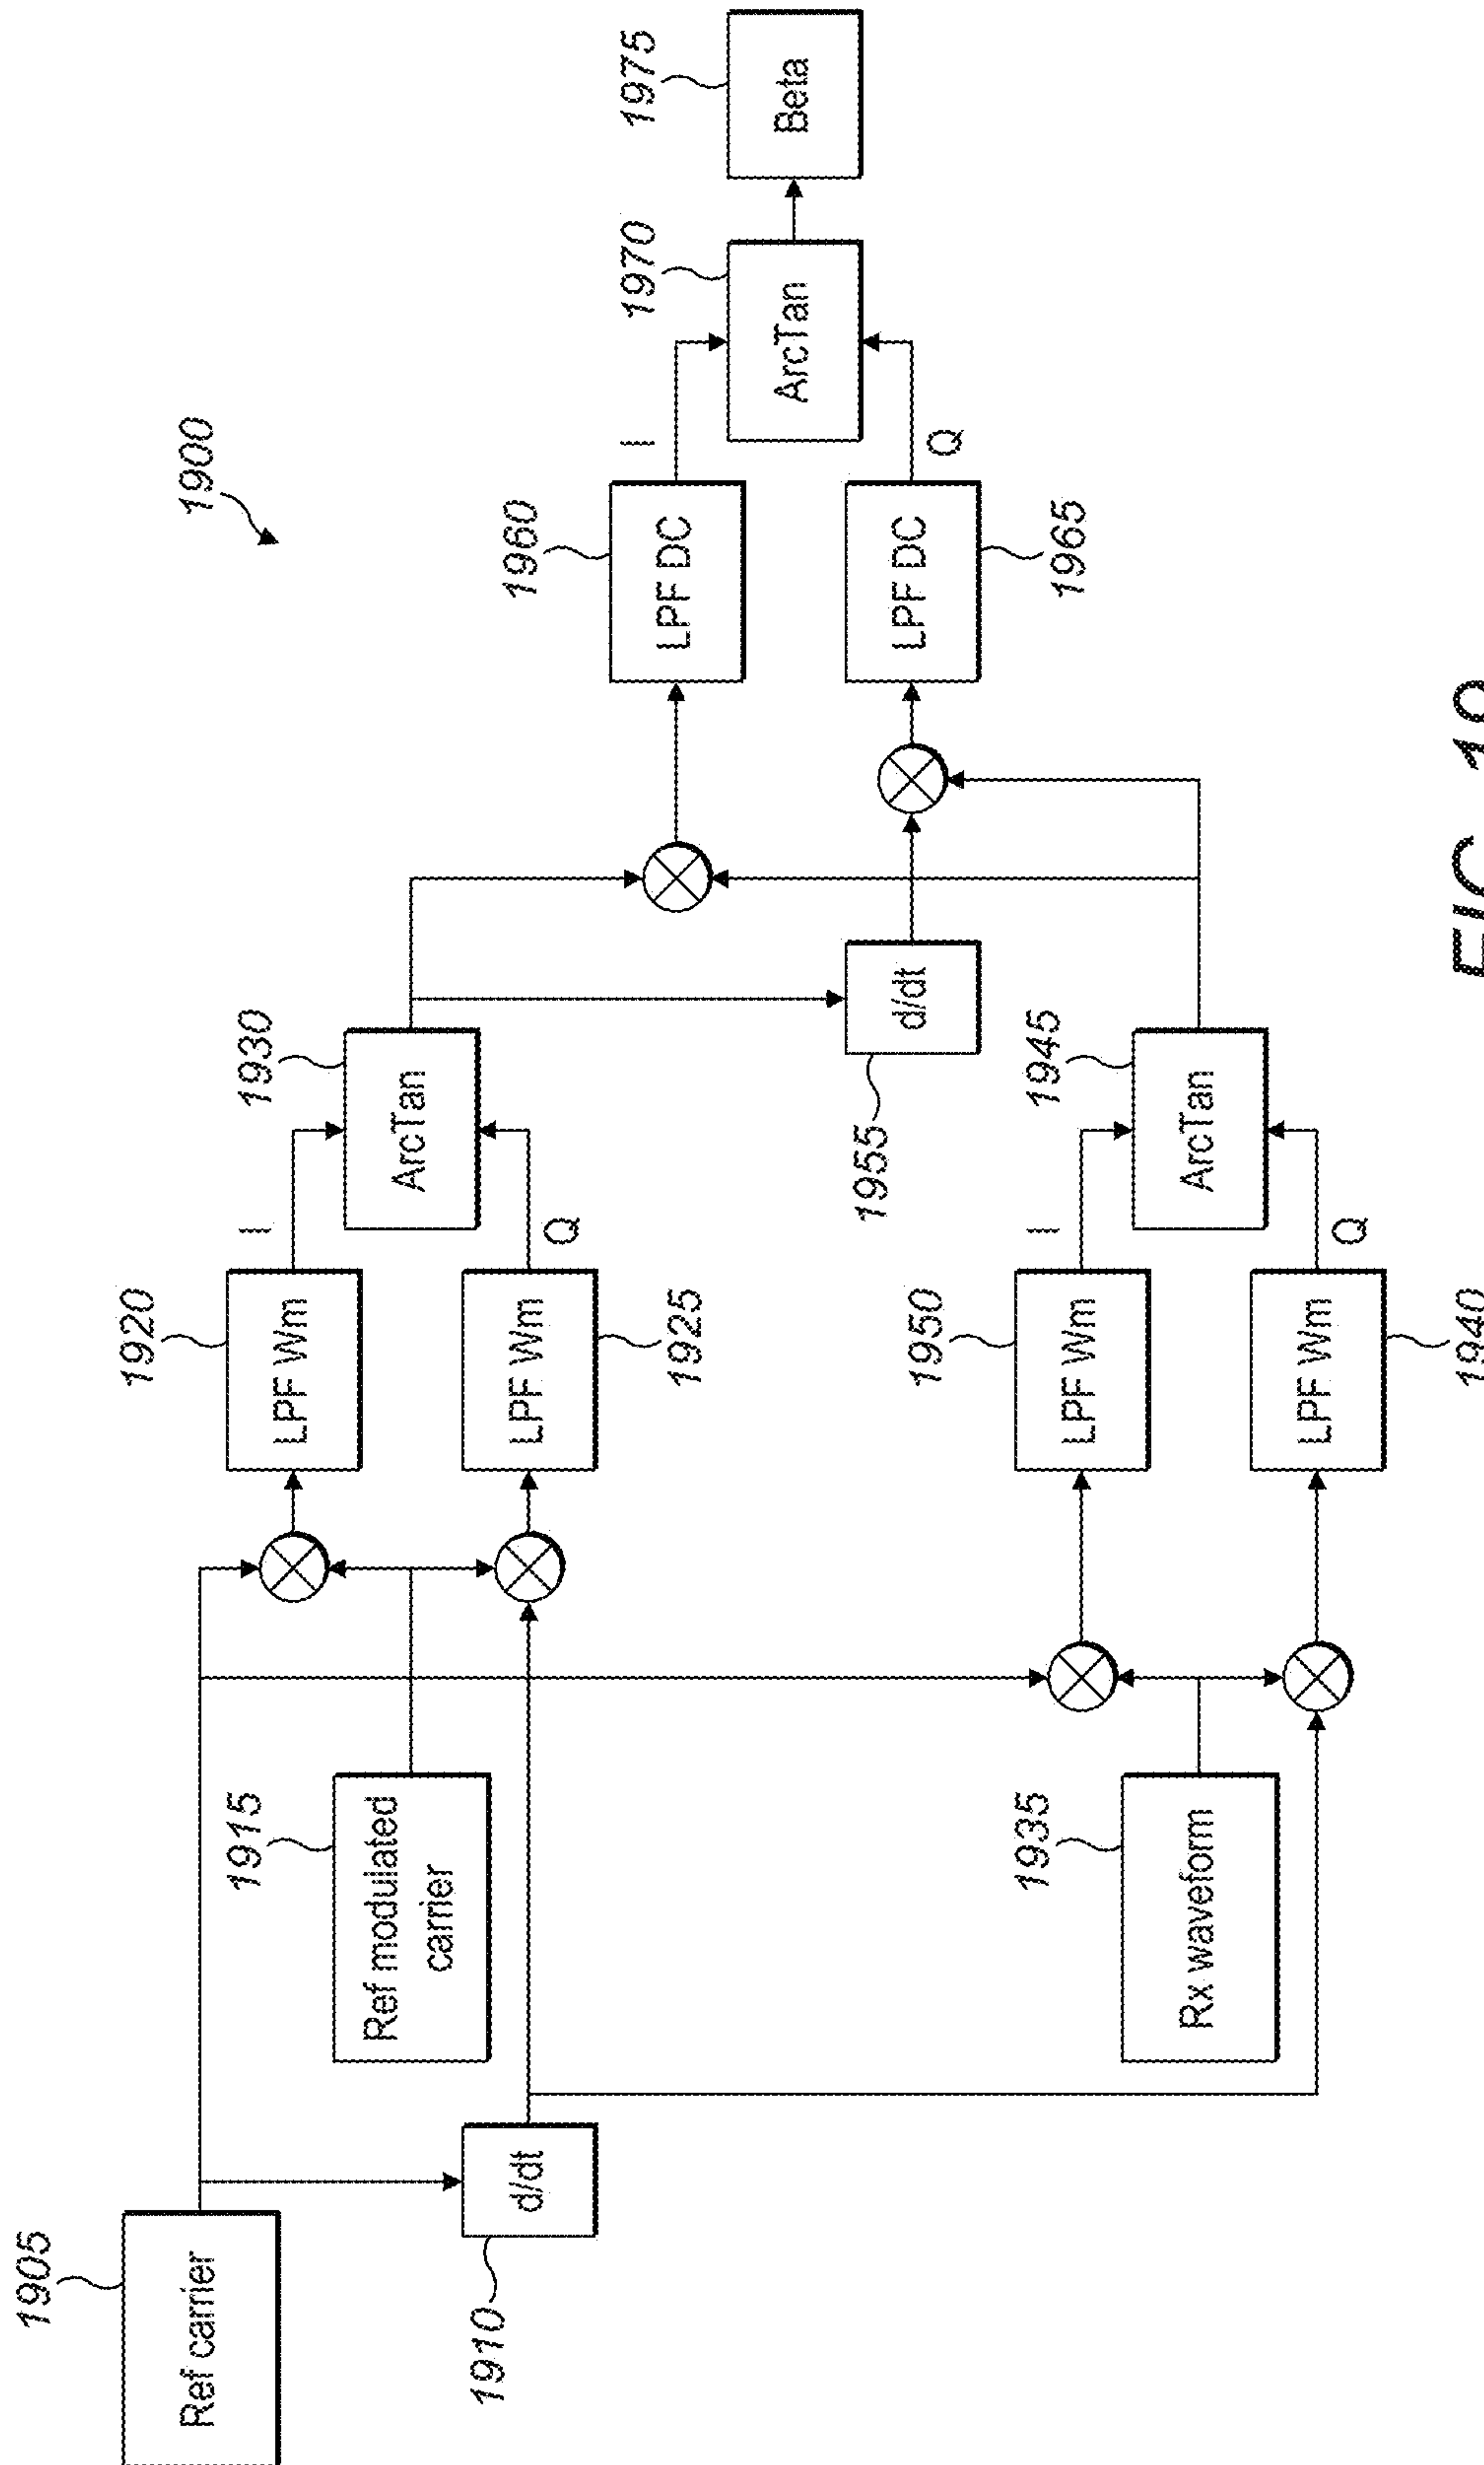 1900
1905
Ref carrier
1910
d/dt
1915
Ref modulated
carrier
1920
LPF Wm
I
1925
LPF Wm
Q
1930
ArcTan
1935
Rx waveform
1950
LPF Wm
I
1940
LPF Wm
Q
1945
ArcTan
1955
d/dt
1960
LPF DC
I
1965
LPF DC
Q
1970
ArcTan
1975
Beta
FIG. 19